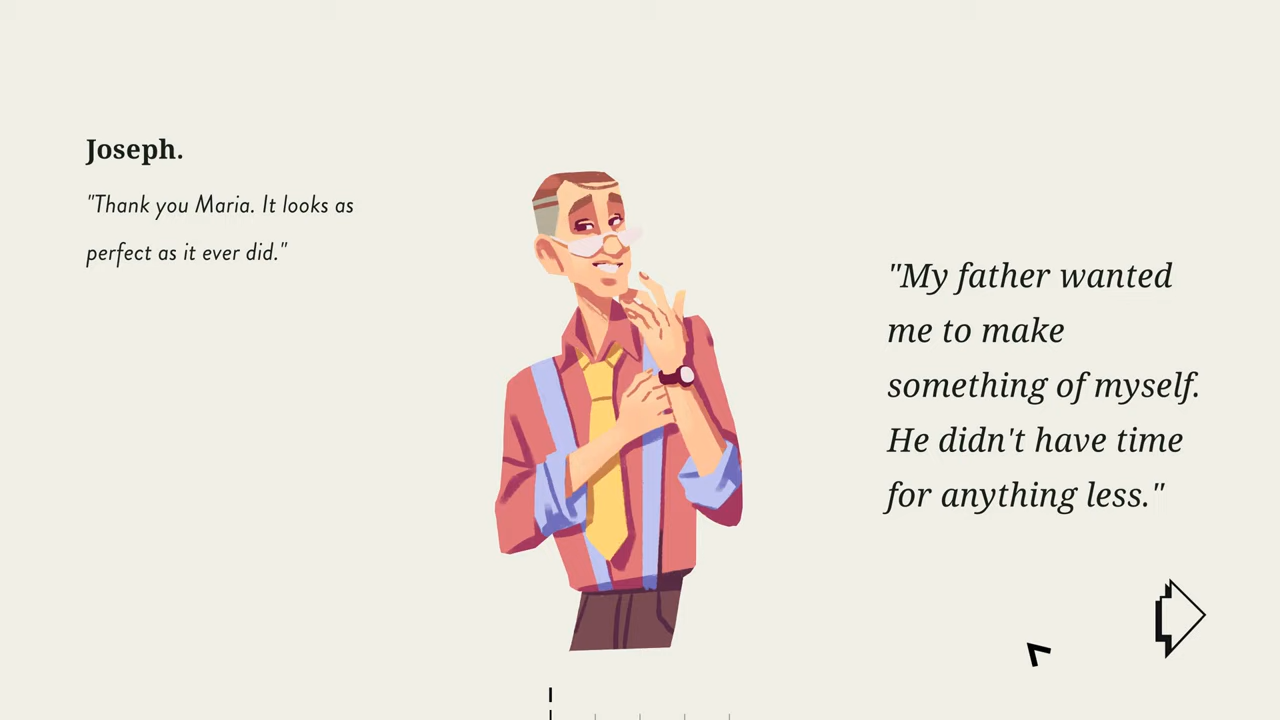 Joseph.
"Thank you Maria. It looks as
perfect as it ever did."
"My father wanted
me to make
something of myself.
He didn't have time
for anything less."